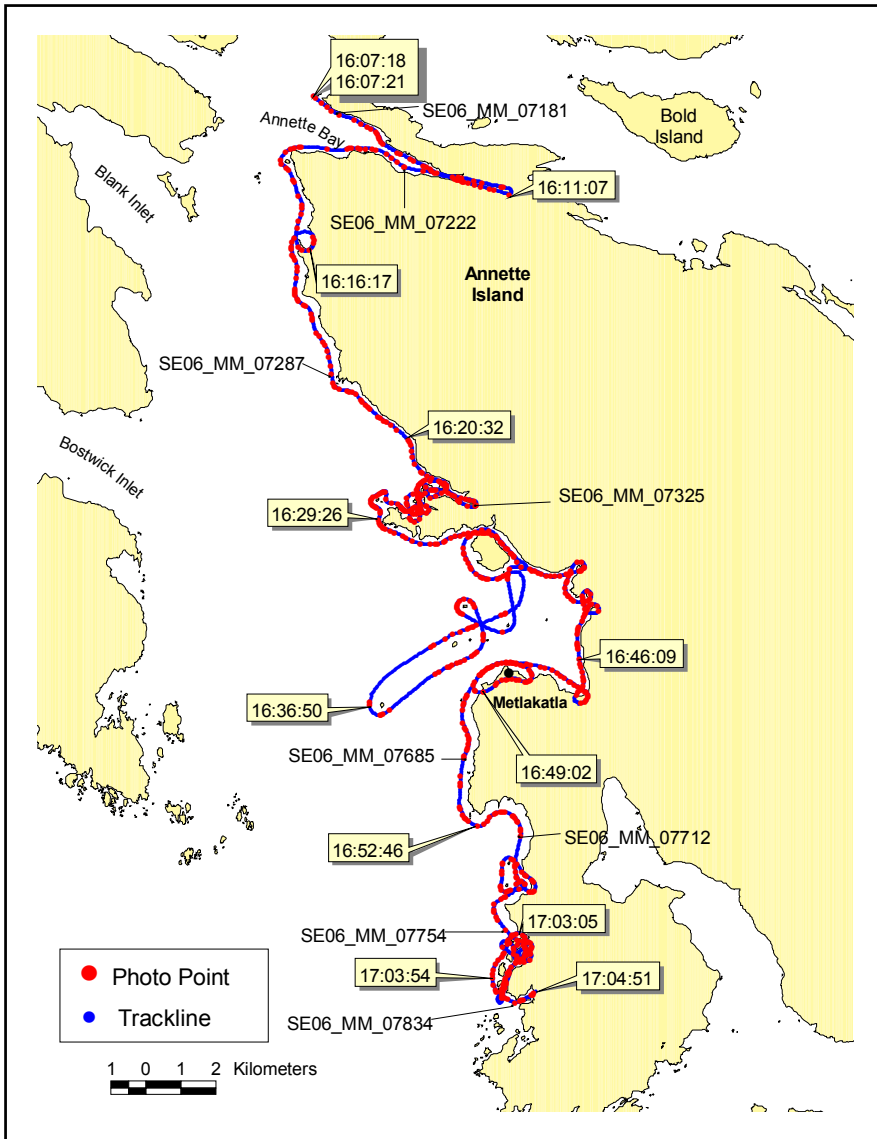 16:07:18
16:07:21
SE06_MM_07181
Bold
Island
Annette Bay
Blank Inlet
16:11:07
SE06_MM_07222
16:16:17
Annette
Island
SE06_MM_07287
16:20:32
Bostwick Inlet
SE06_MM_07325
16:29:26
16:46:09
16:36:50
Metlakatla
SE06_MM_07685
16:49:02
SE06_MM_07712
16:52:46
17:03:05
SE06_MM_07754
17:03:54
17:04:51
SE06_MM_07834
Photo Point
Trackline
1 0 1 2 Kilometers